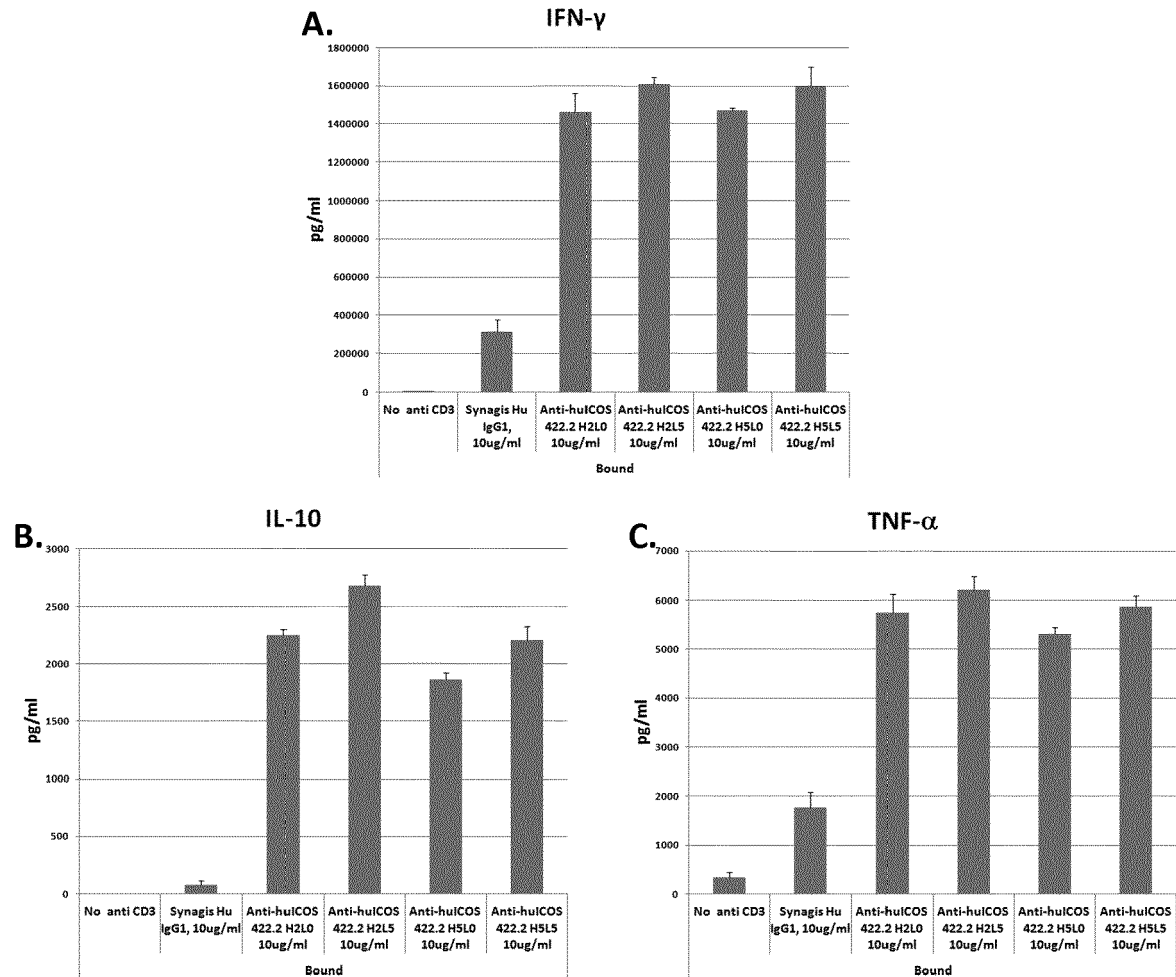 A.
IFN-γ
1800000
1600000
1400000
1200000
1000000
800000
600000
400000
200000
0
pg/ml
No anti CD3
Synagis Hu
IgG1,
10ug/ml
Anti-huICOS
422.2 H2L0
10ug/ml
Anti-huICOS
422.2 H2L5
10ug/ml
Anti-huICOS
422.2 H5L0
10ug/ml
Anti-huICOS
422.2 H5L5
10ug/ml
Bound
B.
IL-10
3000
2500
2000
1500
1000
500
0
pg/ml
No anti CD3
Synagis Hu
IgG1, 10ug/ml
Anti-huICOS
422.2 H2L0
10ug/ml
Anti-huICOS
422.2 H2L5
10ug/ml
Anti-huICOS
422.2 H5L0
10ug/ml
Anti-huICOS
422.2 H5L5
10ug/ml
Bound
C.
TNF-α
7000
6000
5000
4000
3000
2000
1000
0
pg/ml
No anti CD3
Synagis Hu
IgG1, 10ug/ml
Anti-huICOS
422.2 H2L0
10ug/ml
Anti-huICOS
422.2 H2L5
10ug/ml
Anti-huICOS
422.2 H5L0
10ug/ml
Anti-huICOS
422.2 H5L5
10ug/ml
Bound